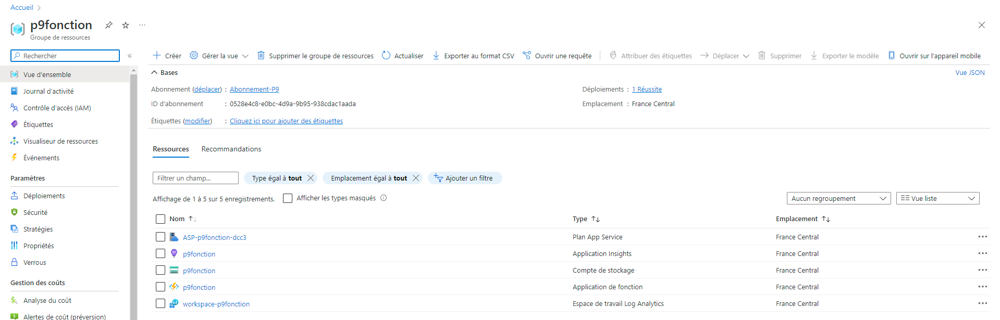 Accueil
p9fonction
Groupe de ressources
Rechercher
Créer Gérer la vue Supprimer le groupe de ressources Actualiser Exporter au format CSV Ouvrir une requête Attribuer des étiquettes Déplacer Supprimer Exporter le modèle Ouvrir sur l'appareil mobile
Vue d'ensemble
Journal d'activité
Contrôle d'accès (IAM)
Étiquettes
Visualiseur de ressources
Événements
Paramètres
Déploiements
Sécurité
Stratégies
Propriétés
Verrous
Gestion des coûts
Analyse du coût
Alertes de coût (préversion)
Bases Vue JSON
Abonnement (déplacer) : Abonnement-P9 Déploiements : 1 Réussite
ID d'abonnement : 0528e4c8-e0bc-4d9a-9b95-938cdac1aada Emplacement : France Central
Étiquettes (modifier) : Cliquez ici pour ajouter des étiquettes
Ressources Recommandations
Filtrer un champ... Type égal à tout Emplacement égal à tout Ajouter un filtre
Affichage de 1 à 5 sur 5 enregistrements. Afficher les types masqués Aucun regroupement Vue liste
Nom Type Emplacement
ASP-p9fonction-dcc3 Plan App Service France Central
p9fonction Application Insights France Central
p9fonction Compte de stockage France Central
p9fonction Application de fonction France Central
workspace-p9fonction Espace de travail Log Analytics France Central